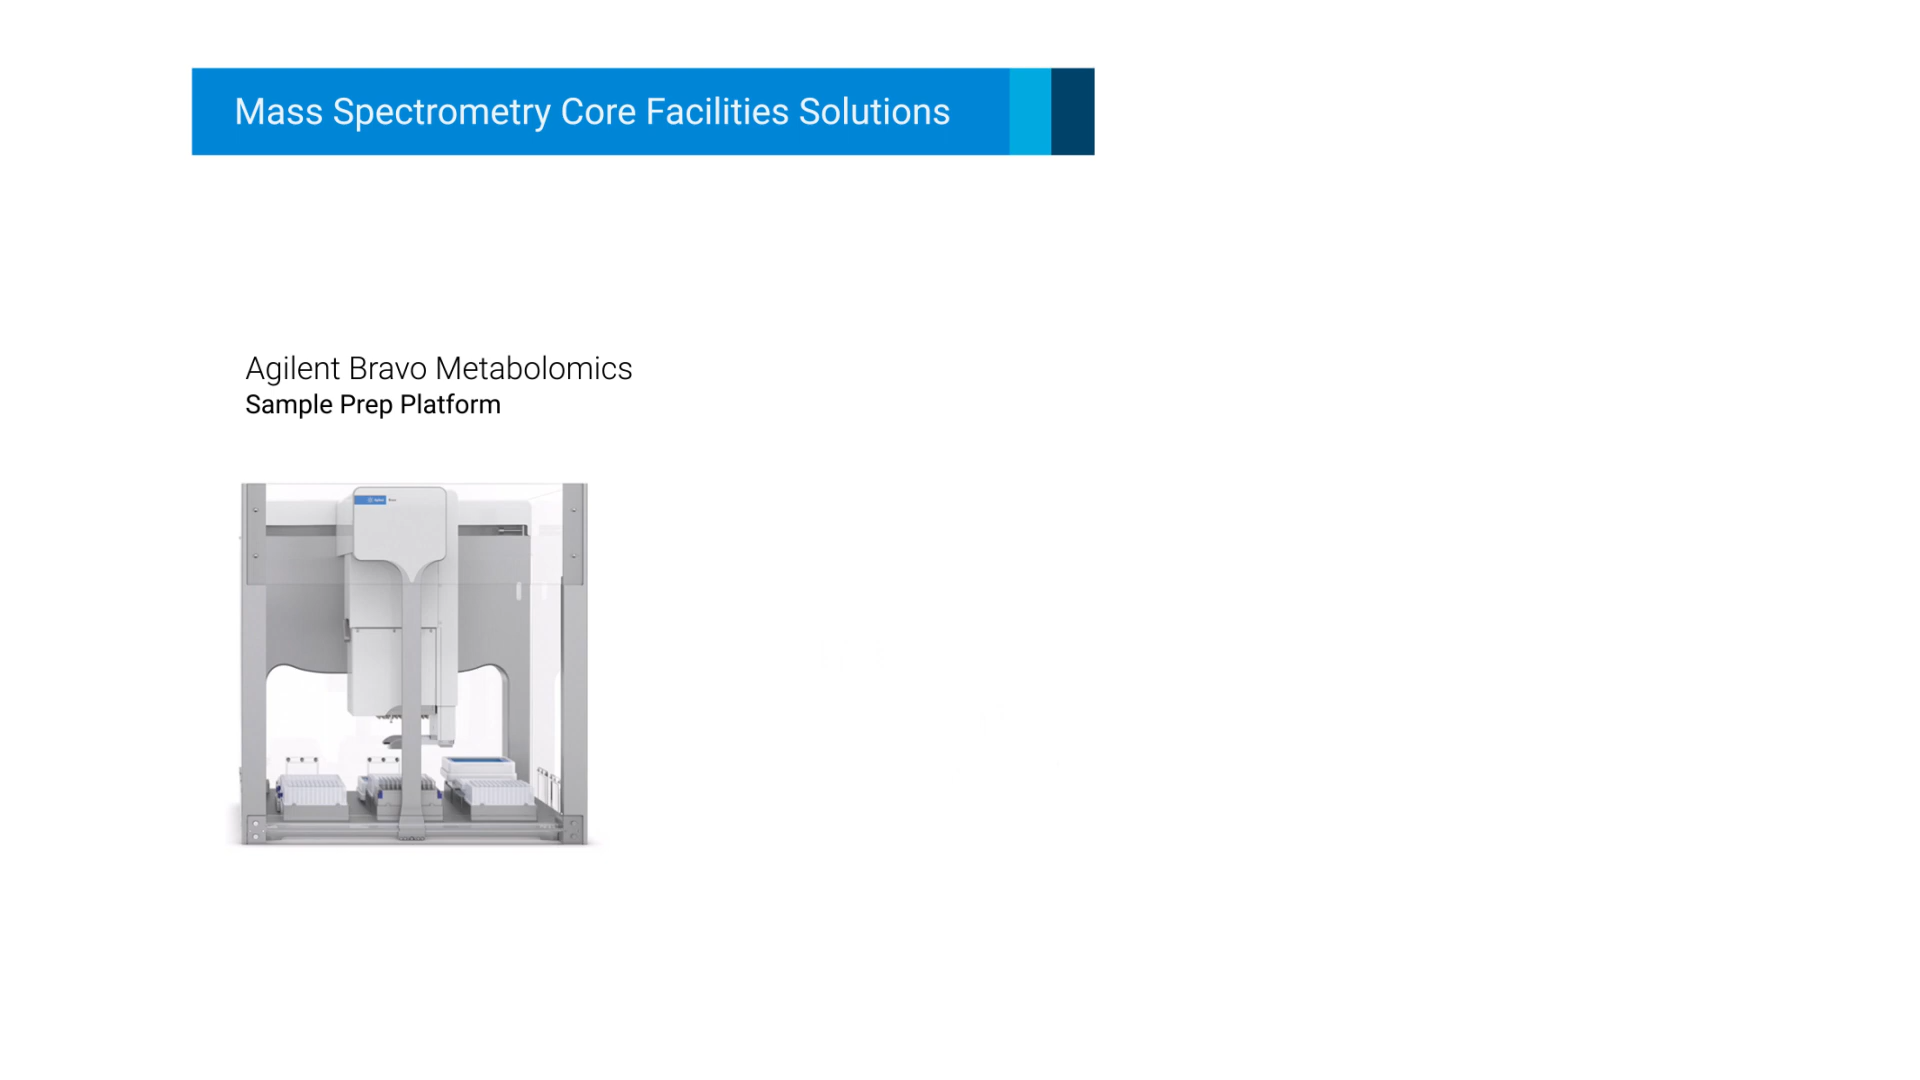 Mass Spectrometry Core Facilities Solutions
Agilent Bravo Metabolomics
Sample Prep Platform